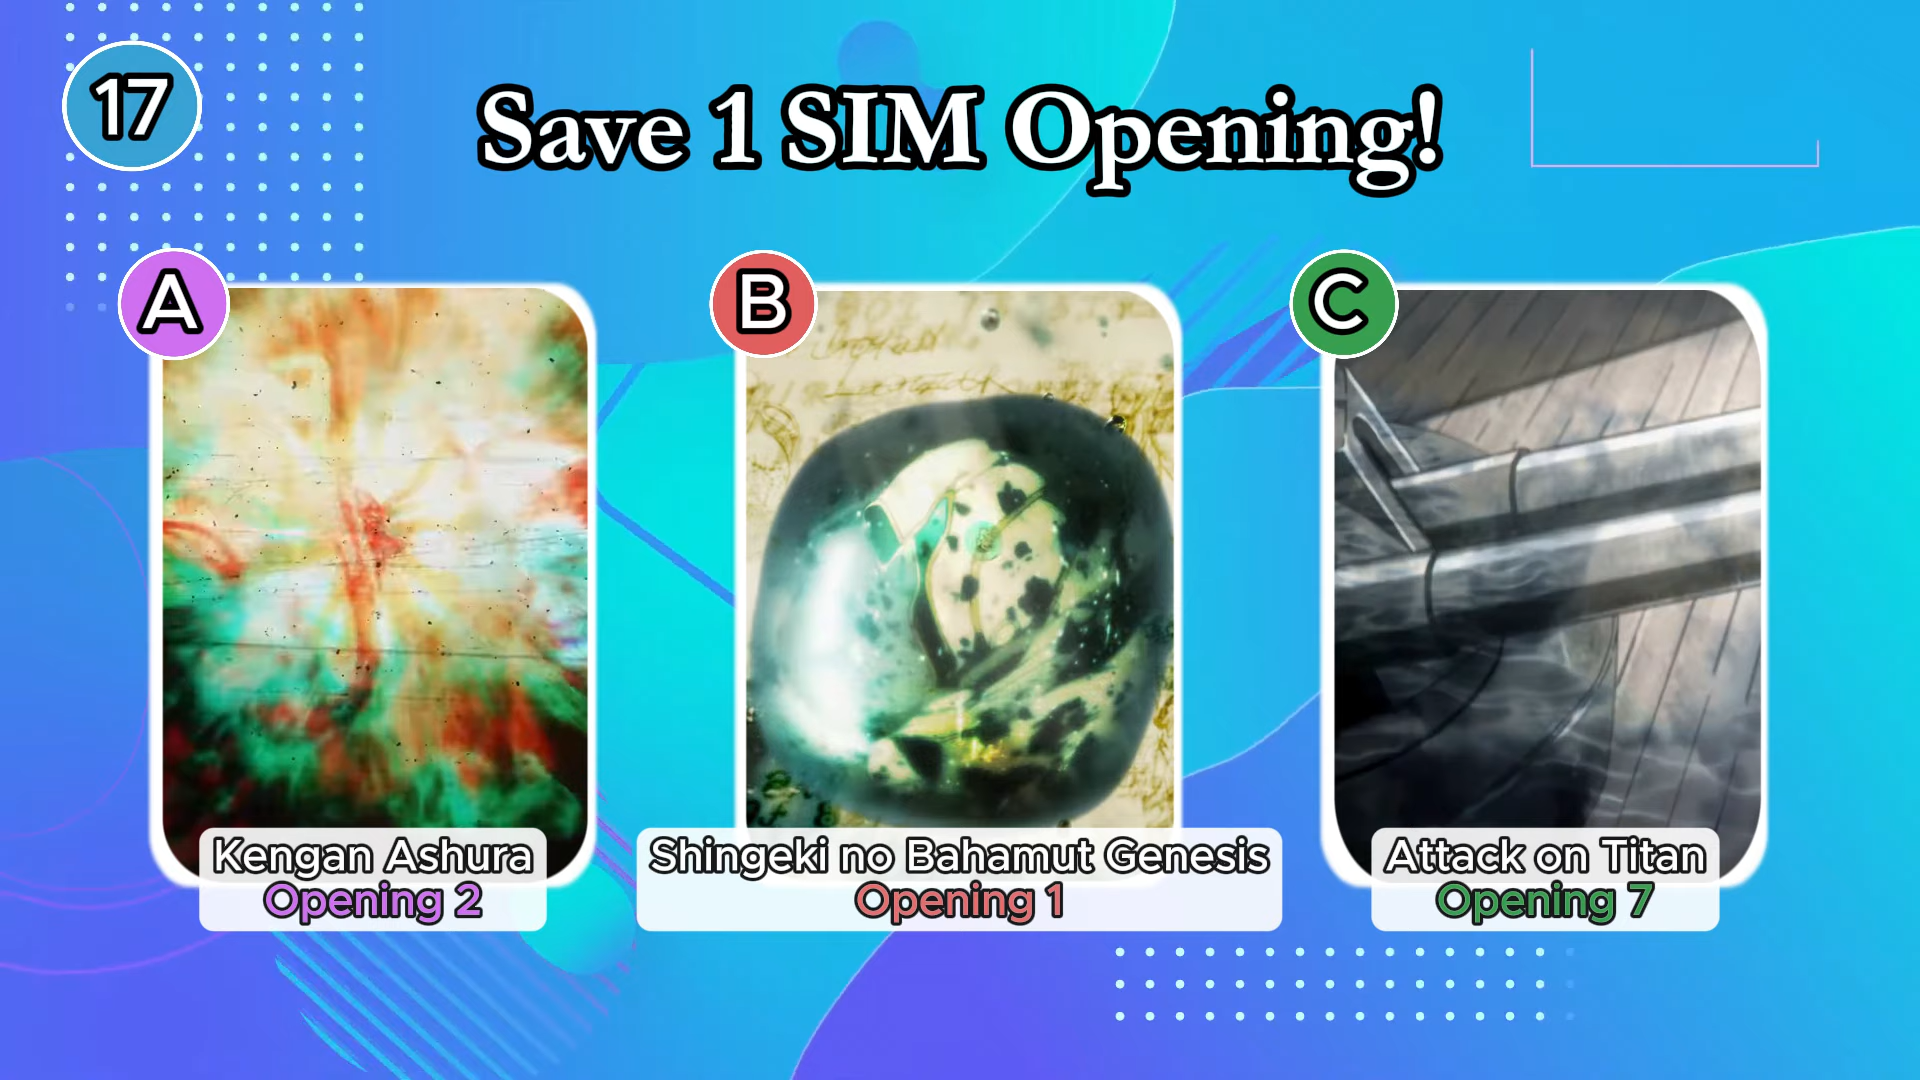 17
Save 1 SIM Opening!
A
B
C
Kengan Ashura
Opening 2
Shingeki no Bahamut Genesis
Opening 1
Attack on Titan
Opening 7